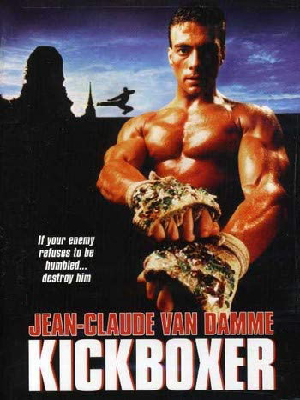 If your enemy
refuses to be
humbled...
destroy him
JEAN-CLAUDE VAN DAMME
KICKBOXER